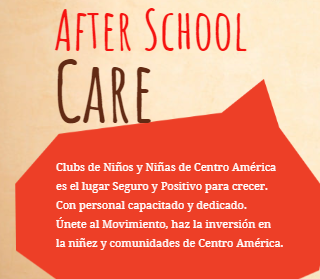 AFTER SCHOOL
CARE
Clubs de Niños y Niñas de Centro América
es el lugar Seguro y Positivo para crecer.
Con personal capacitado y dedicado.
Únete al Movimiento, haz la inversión en
la niñez y comunidades de Centro América.